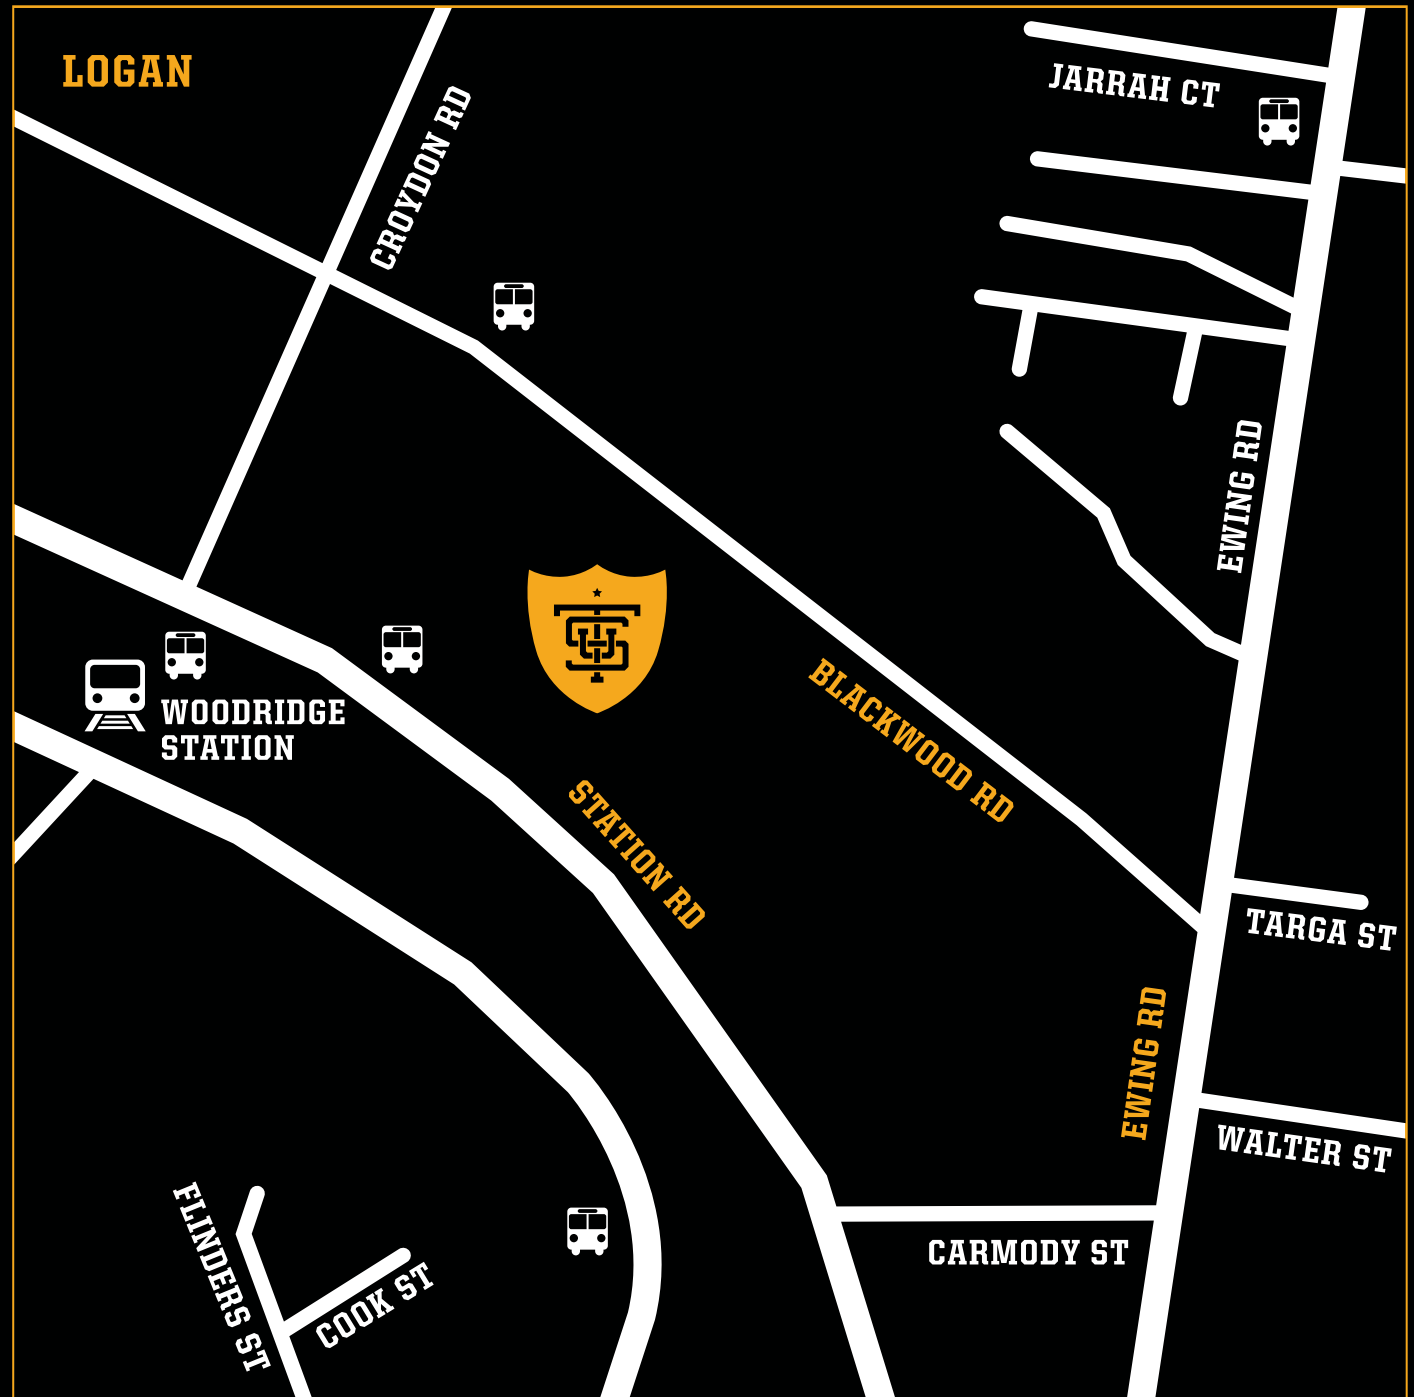 LOGAN
JARRAH CT
CROYDON RD
EWING RD
WOODRIDGE
STATION
BLACKWOOD RD
STATION RD
TARGA ST
EWING RD
WALTER ST
FLINDERS ST
COOK ST
CARMODY ST